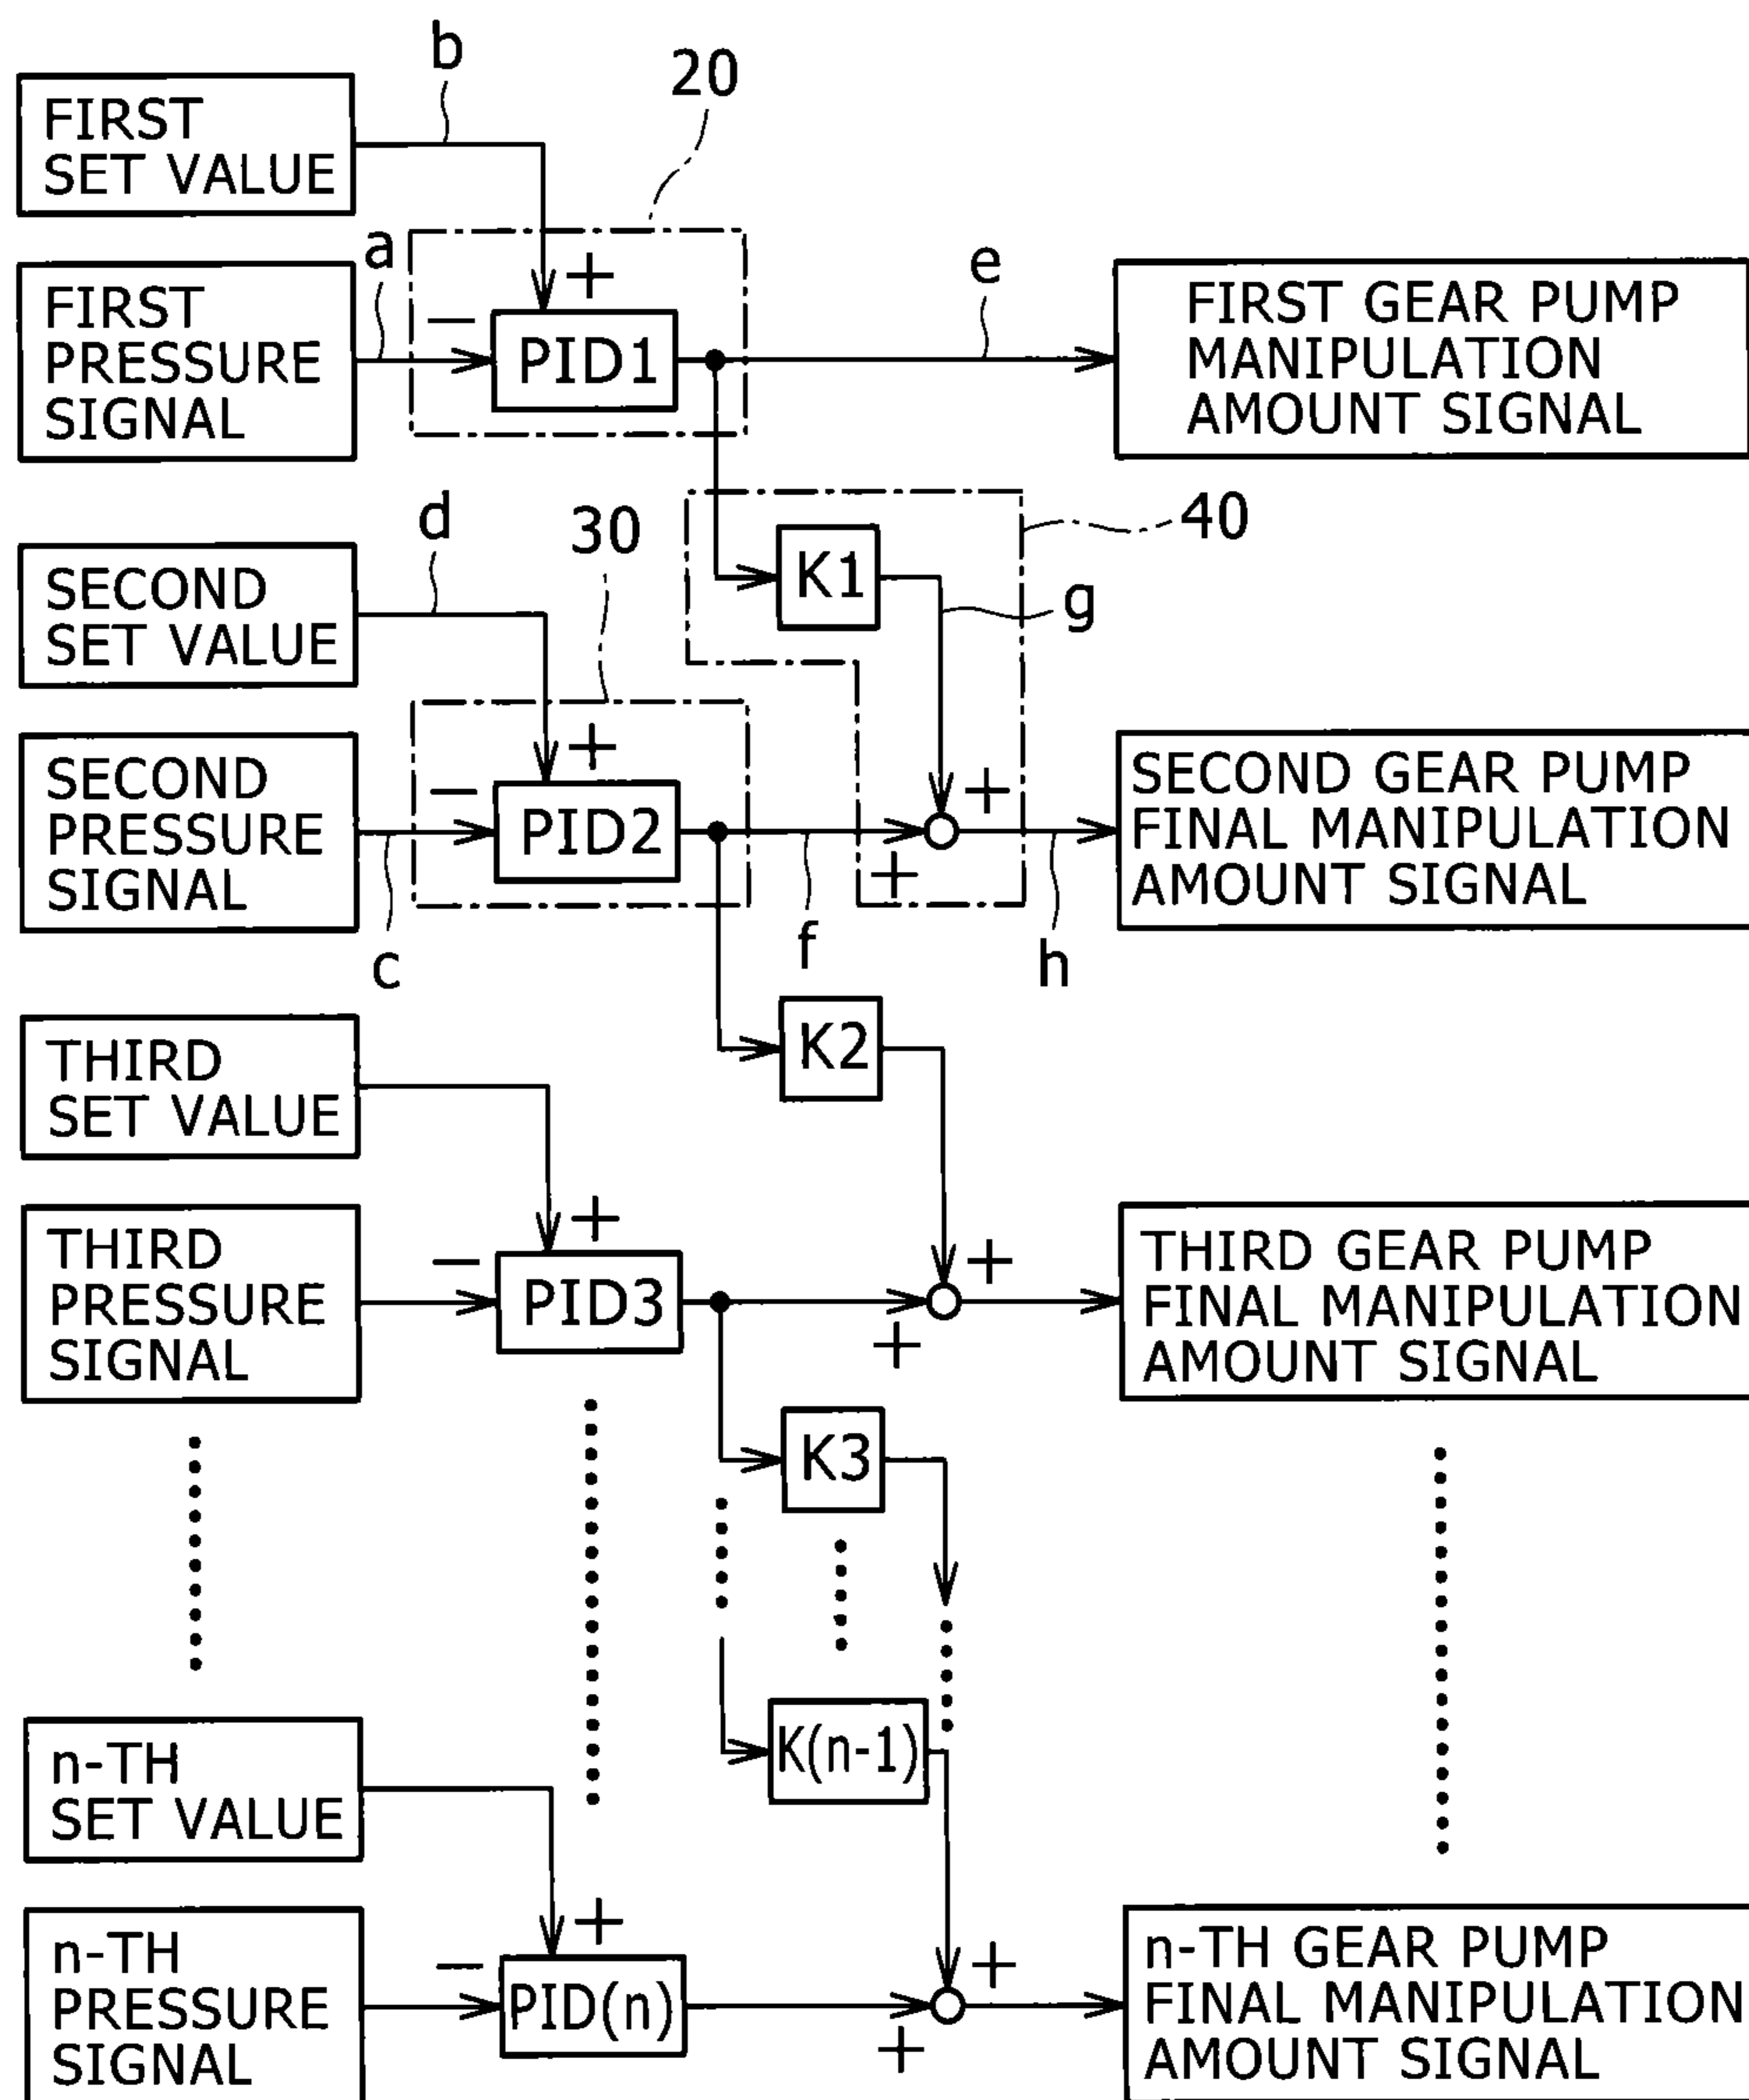 b
20
FIRST
SET VALUE
a
+
e
FIRST
PRESSURE
SIGNAL
−
PID1
FIRST GEAR PUMP
MANIPULATION
AMOUNT SIGNAL
d
30
40
SECOND
SET VALUE
K1
g
+
SECOND
PRESSURE
SIGNAL
−
PID2
+
+
SECOND GEAR PUMP
FINAL MANIPULATION
AMOUNT SIGNAL
c
f
h
THIRD
SET VALUE
K2
+
THIRD
PRESSURE
SIGNAL
−
PID3
+
+
THIRD GEAR PUMP
FINAL MANIPULATION
AMOUNT SIGNAL
K3
n-TH
SET VALUE
K(n-1)
+
n-TH
PRESSURE
SIGNAL
−
PID(n)
+
+
n-TH GEAR PUMP
FINAL MANIPULATION
AMOUNT SIGNAL